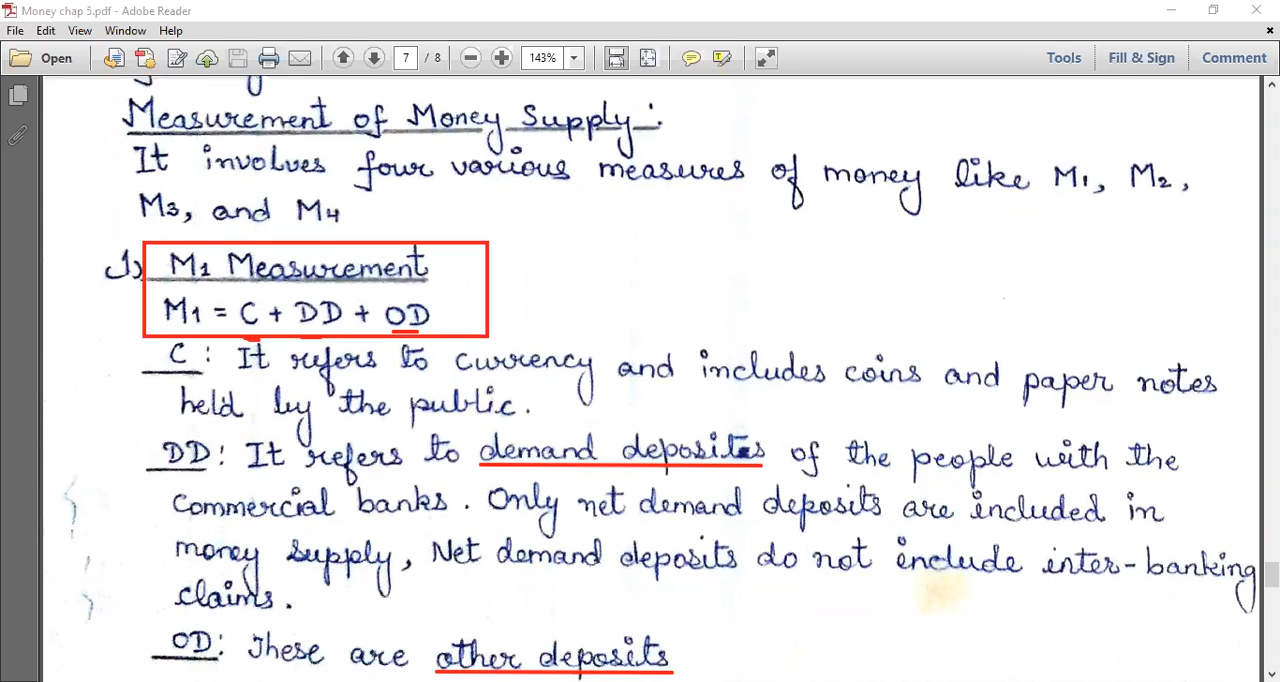 Money chap 5.pdf - Adobe Reader
File Edit View Window Help
Open 7 / 8 143% Tools Fill & Sign Comment
Measurement of Money Supply :
It involves four various measures of money like M1, M2,
M3, and M4
1) M1 Measurement
M1 = C + DD + OD
C : It refers to currency and includes coins and paper notes
held by the public.
DD : It refers to demand deposits of the people with the
Commercial banks. Only net demand deposits are included in
money supply, Net demand deposits do not include inter-banking
claims.
OD : These are other deposits